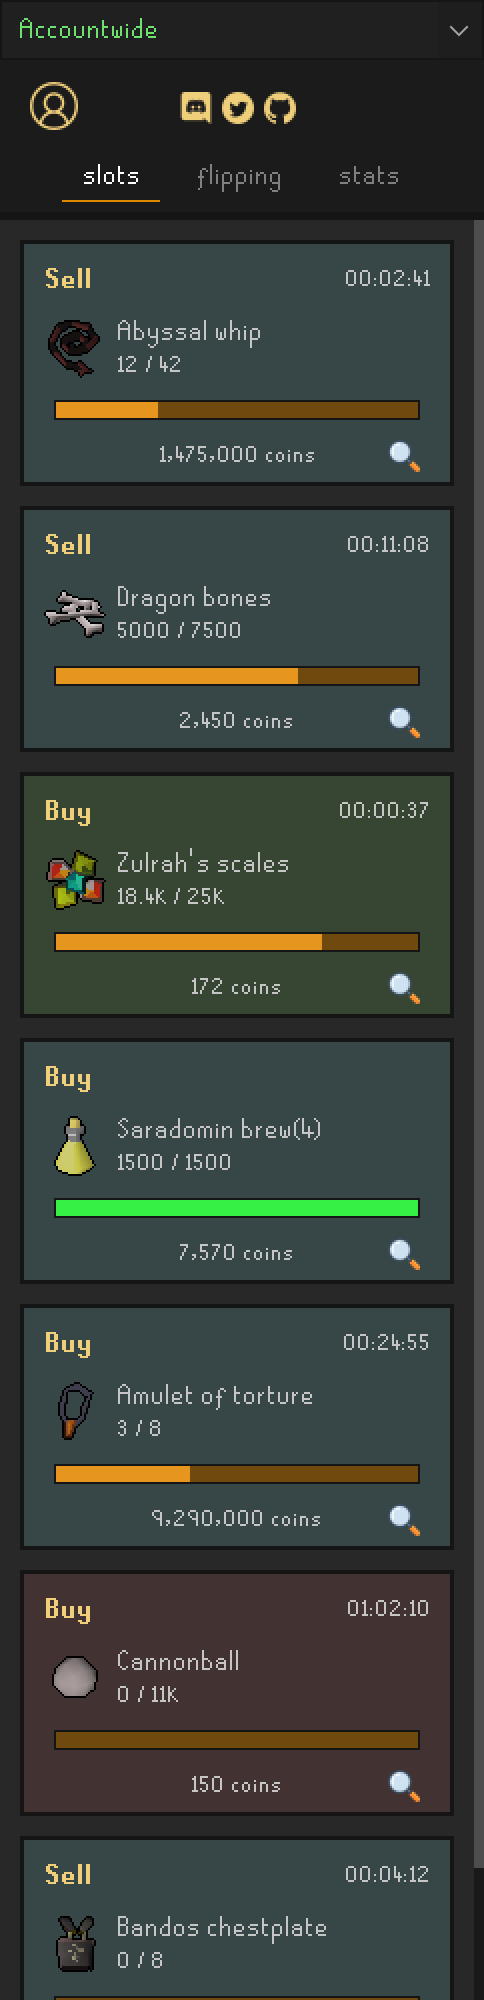 Accountwide
slots flipping stats
Sell 00:02:41
Abyssal whip
12 / 42
1,475,000 coins
Sell 00:11:08
Dragon bones
5000 / 7500
2,450 coins
Buy 00:00:37
Zulrah's scales
18.4K / 25K
172 coins
Buy
Saradomin brew(4)
1500 / 1500
7,570 coins
Buy 00:24:55
Amulet of torture
3 / 8
9,290,000 coins
Buy 01:02:10
Cannonball
0 / 11K
150 coins
Sell 00:04:12
Bandos chestplate
0 / 8